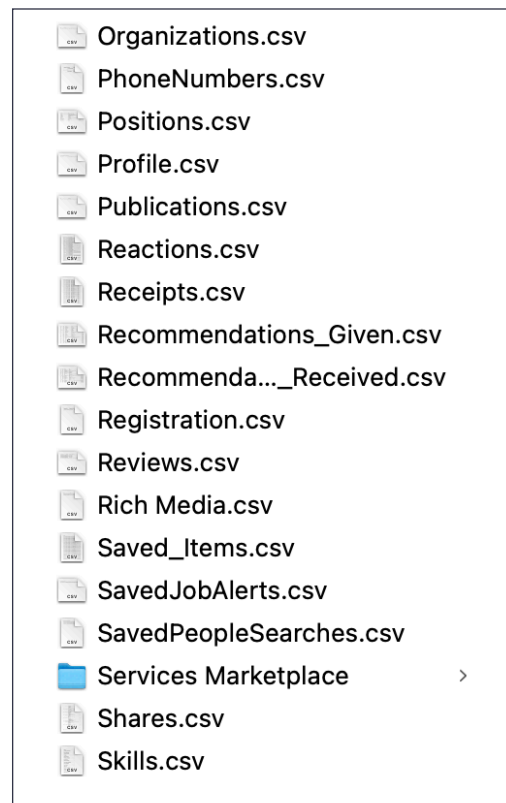 Organizations.csv
PhoneNumbers.csv
Positions.csv
Profile.csv
Publications.csv
Reactions.csv
Receipts.csv
Recommendations_Given.csv
Recommenda..._Received.csv
Registration.csv
Reviews.csv
Rich Media.csv
Saved_Items.csv
SavedJobAlerts.csv
SavedPeopleSearches.csv
Services Marketplace
Shares.csv
Skills.csv